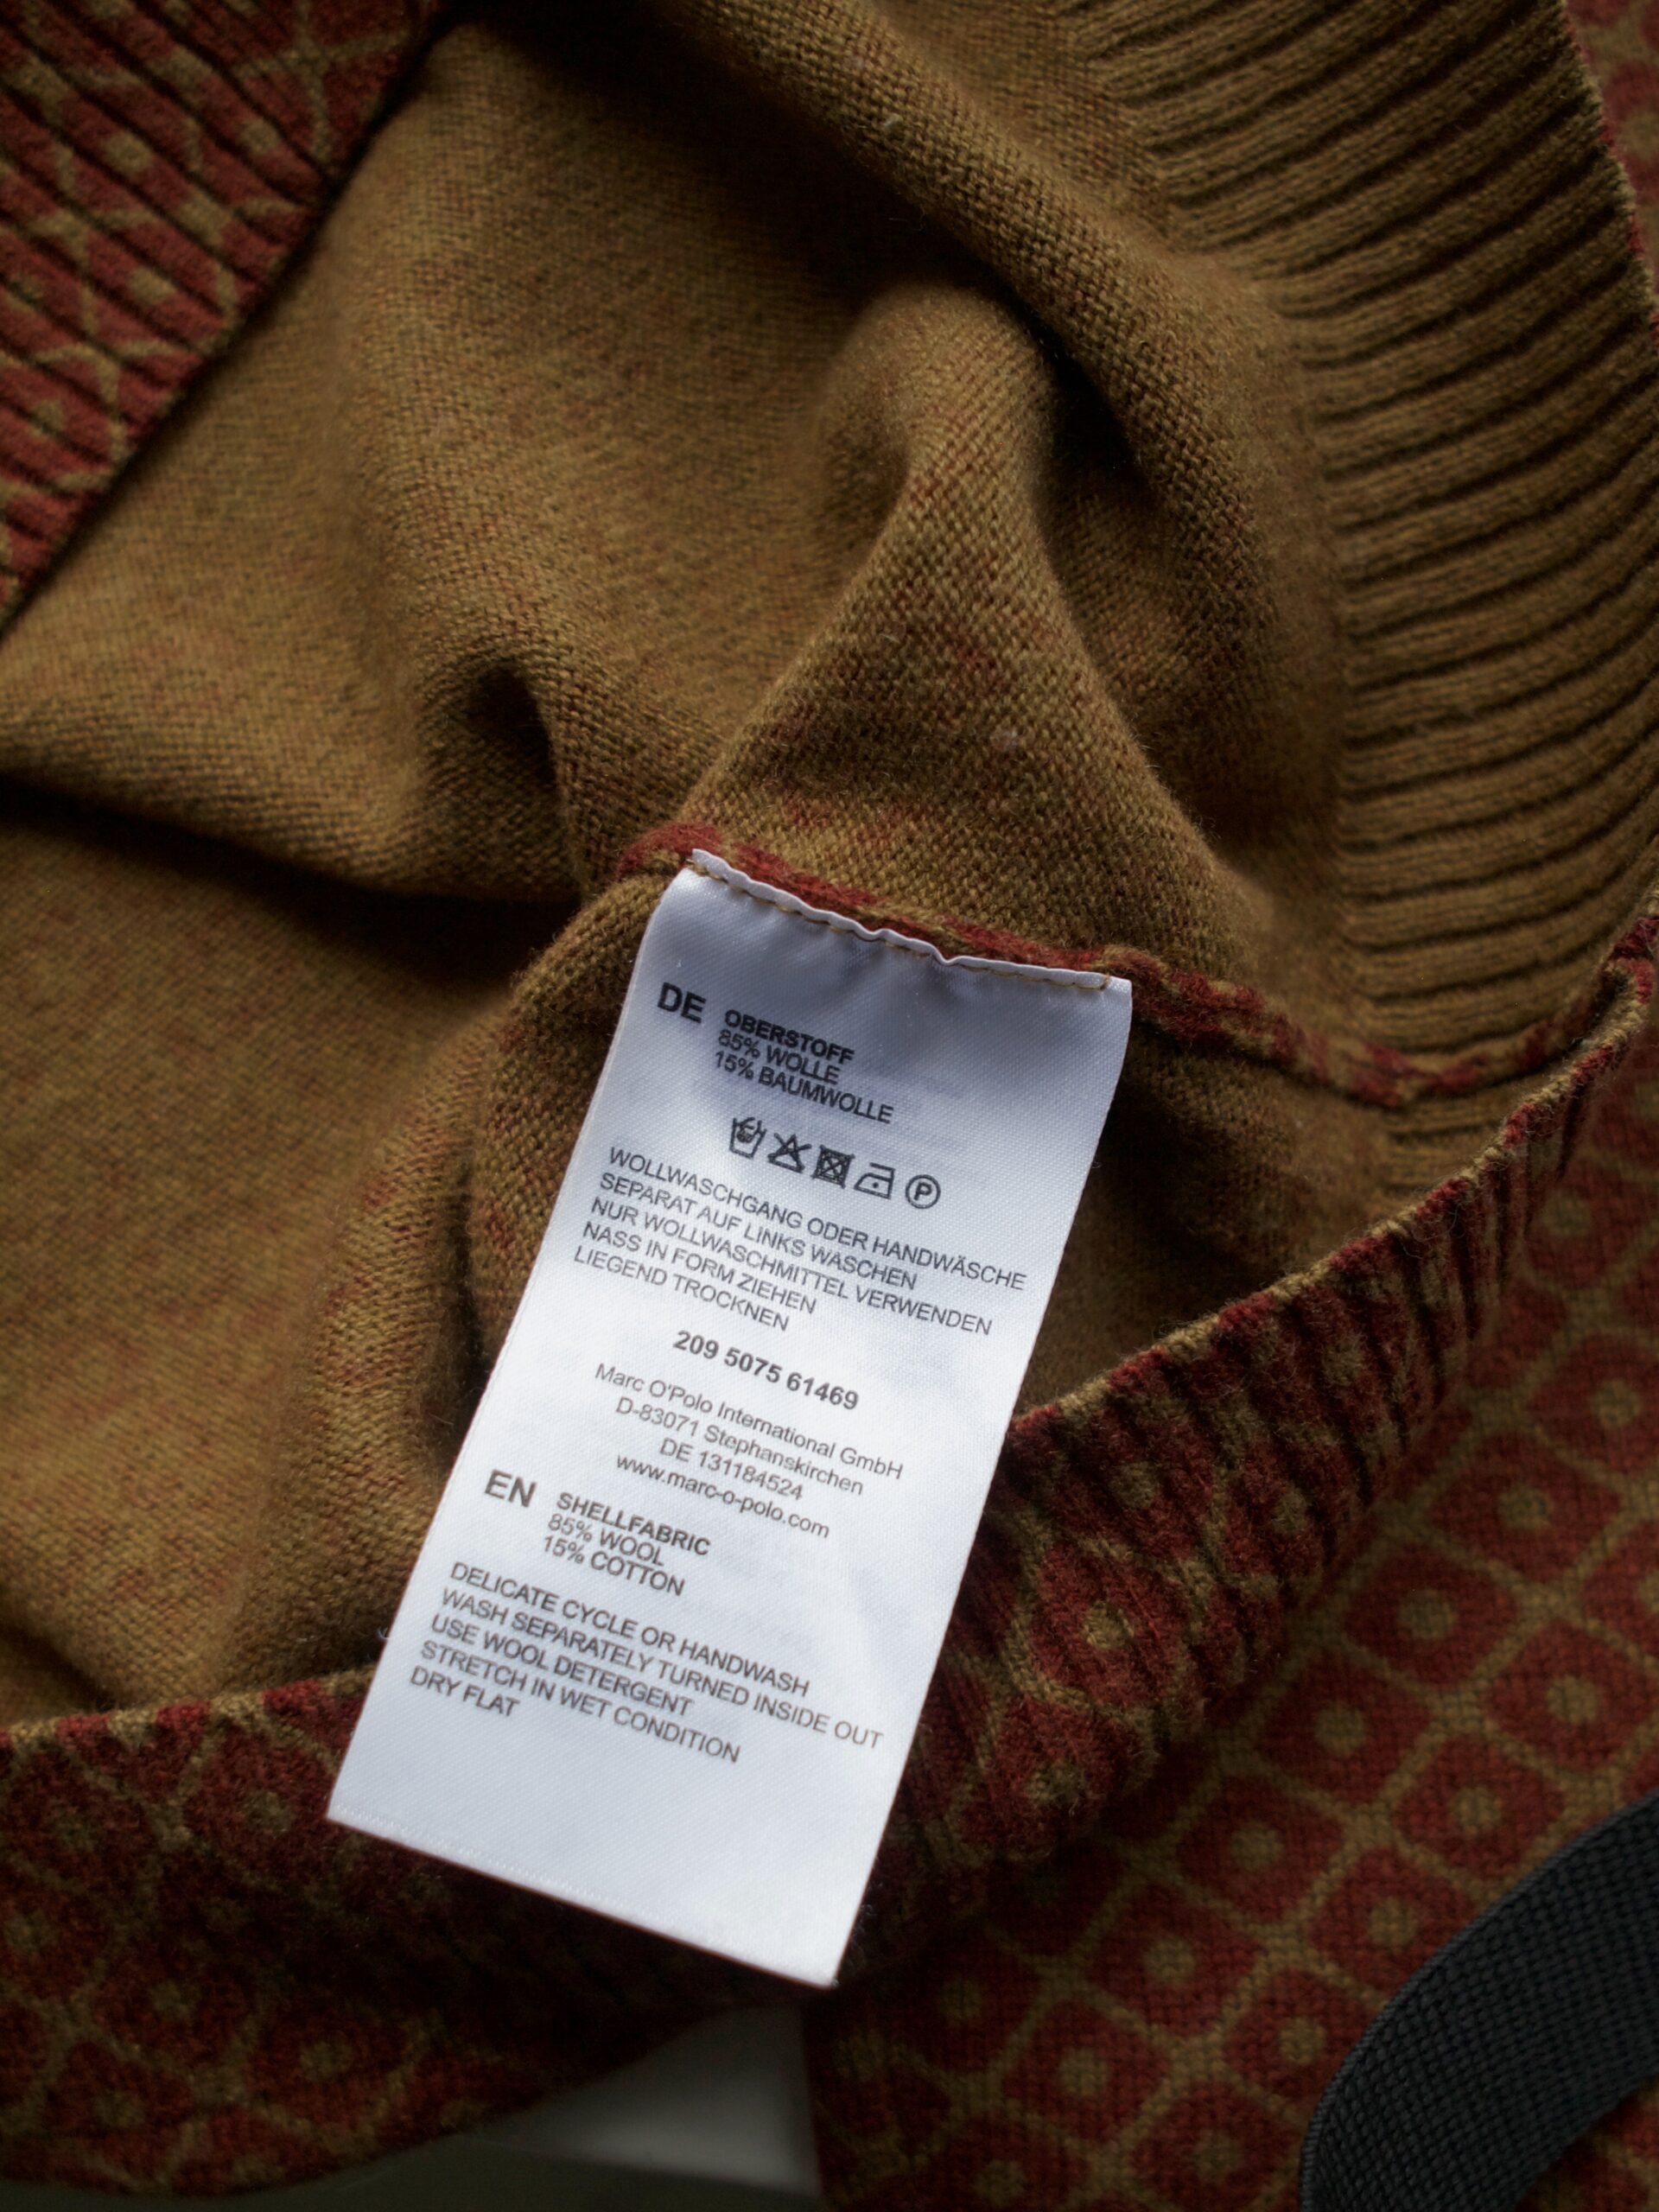 DE OBERSTOFF
85% WOLLE
15% BAUMWOLLE
P
WOLLWASCHGANG ODER HANDWÄSCHE
SEPARAT AUF LINKS WASCHEN
NUR WOLLWASCHMITTEL VERWENDEN
NASS IN FORM ZIEHEN
LIEGEND TROCKNEN
209 5075 61469
Marc O'Polo International GmbH
D-83071 Stephanskirchen
DE 131184524
www.marc-o-polo.com
EN SHELLFABRIC
85% WOOL
15% COTTON
DELICATE CYCLE OR HANDWASH
WASH SEPARATELY TURNED INSIDE OUT
USE WOOL DETERGENT
STRETCH IN WET CONDITION
DRY FLAT